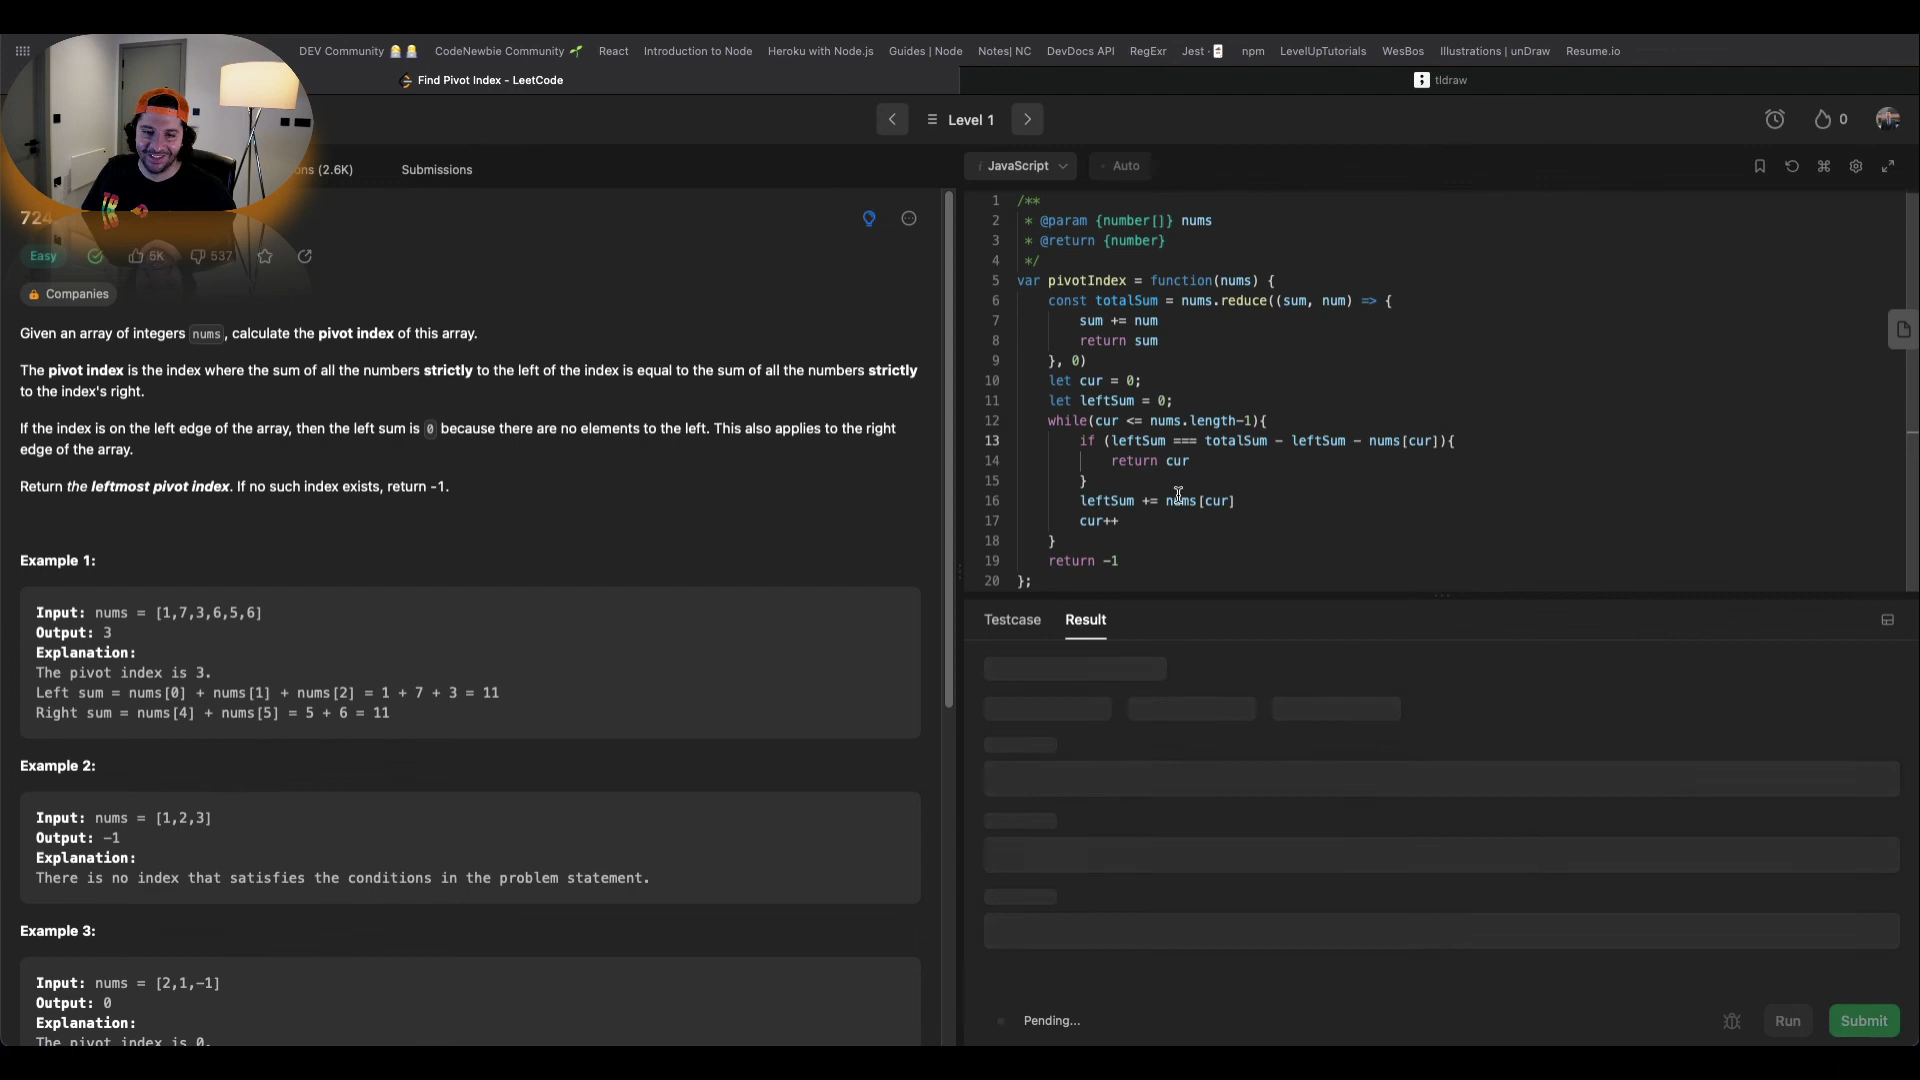 DEV Community
CodeNewbie Community
React
Introduction to Node
Heroku with Node.js
Guides | Node
Notes| NC
DevDocs API
RegExr
Jest
npm
LevelUpTutorials
WesBos
Illustrations | unDraw
Resume.io
Find Pivot Index - LeetCode
tldraw
Level 1
0
ons (2.6K)
Submissions
724
Easy
5K
537
Companies
Given an array of integers nums, calculate the pivot index of this array.
The pivot index is the index where the sum of all the numbers strictly to the left of the index is equal to the sum of all the numbers strictly
to the index's right.
If the index is on the left edge of the array, then the left sum is 0 because there are no elements to the left. This also applies to the right
edge of the array.
Return the leftmost pivot index. If no such index exists, return -1.
Example 1:
Input: nums = [1,7,3,6,5,6]
Output: 3
Explanation:
The pivot index is 3.
Left sum = nums[0] + nums[1] + nums[2] = 1 + 7 + 3 = 11
Right sum = nums[4] + nums[5] = 5 + 6 = 11
Example 2:
Input: nums = [1,2,3]
Output: -1
Explanation:
There is no index that satisfies the conditions in the problem statement.
Example 3:
Input: nums = [2,1,-1]
Output: 0
Explanation:
The pivot index is 0.
i JavaScript
Auto
1 /**
2 * @param {number[]} nums
3 * @return {number}
4 */
5 var pivotIndex = function(nums) {
6 const totalSum = nums.reduce((sum, num) => {
7 sum += num
8 return sum
9 }, 0)
10 let cur = 0;
11 let leftSum = 0;
12 while(cur <= nums.length-1){
13 if (leftSum === totalSum - leftSum - nums[cur]){
14 return cur
15 }
16 leftSum += nums[cur]
17 cur++
18 }
19 return -1
20 };
Testcase
Result
Pending...
Run
Submit